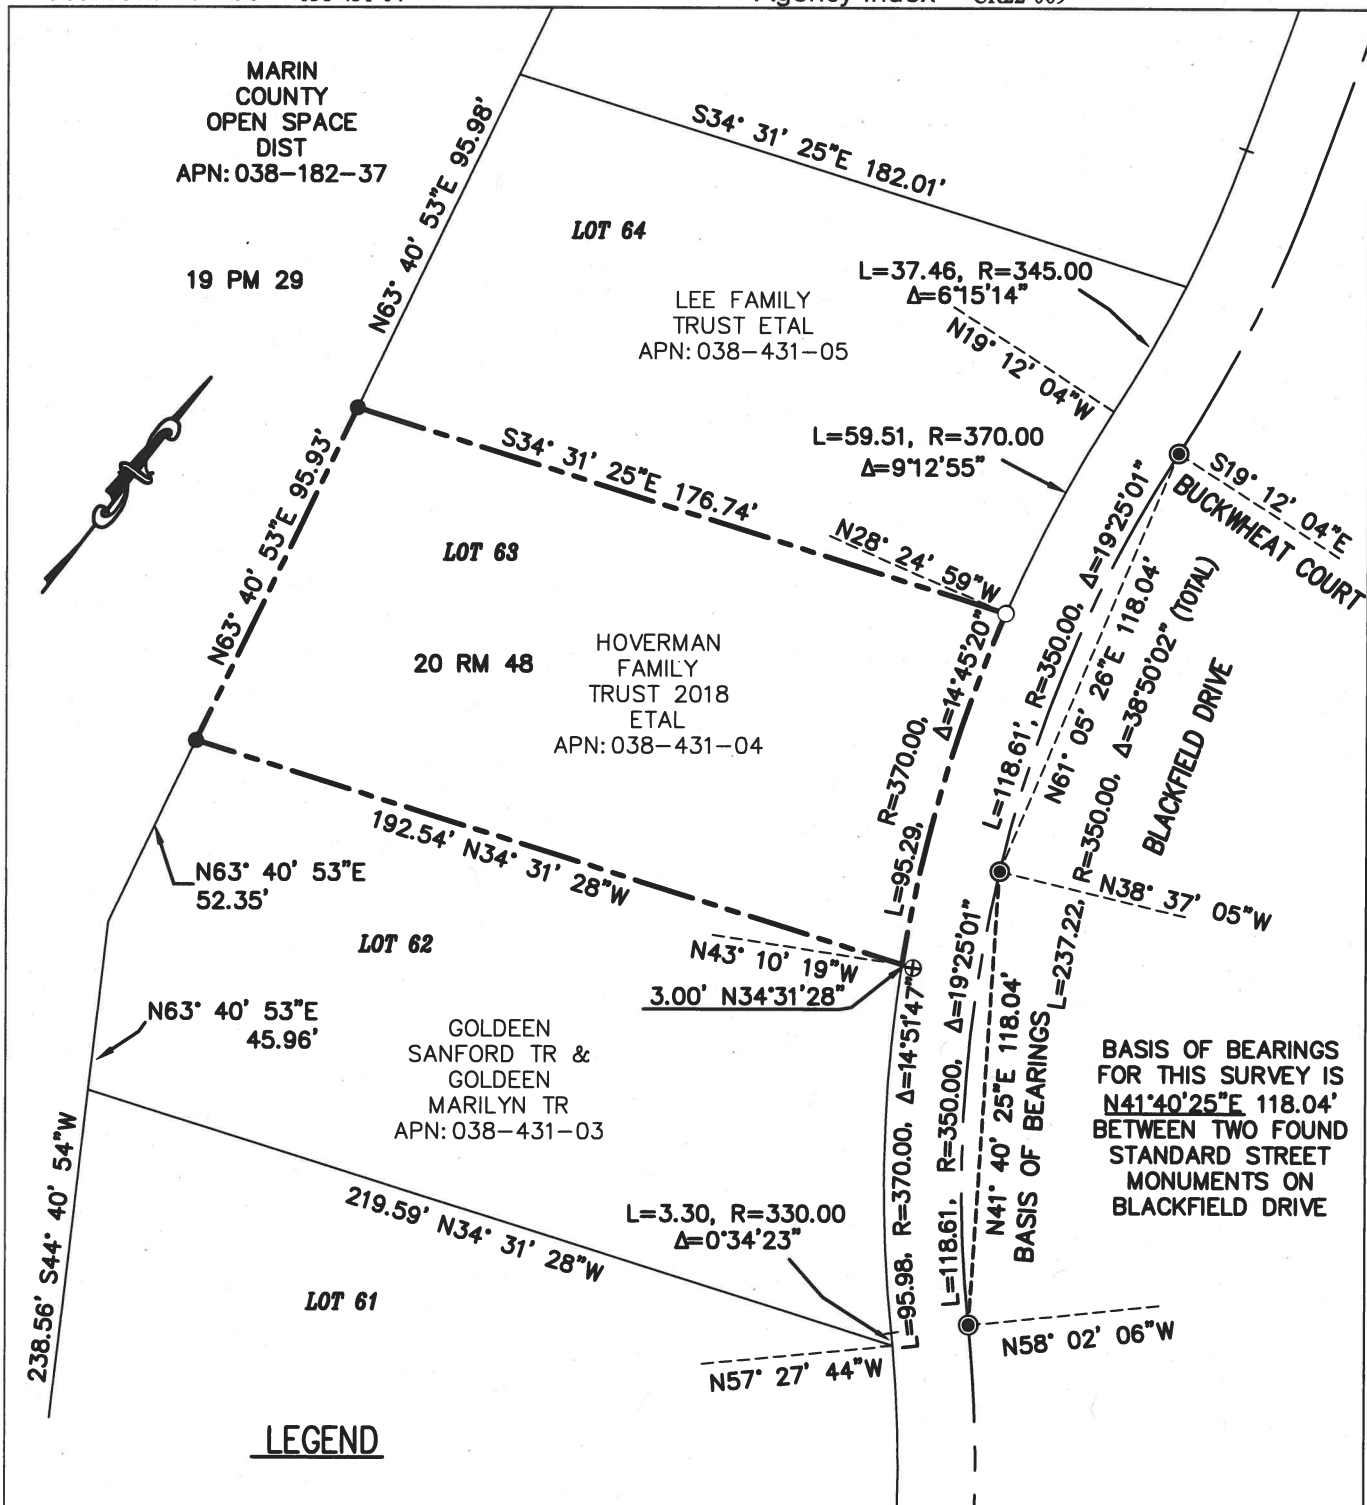 Agency Index
MARIN
COUNTY
OPEN SPACE
DIST
APN: 038-182-37
19 PM 29
N63° 40' 53"E 95.98'
S34° 31' 25"E 182.01'
LOT 64
LEE FAMILY
TRUST ETAL
APN: 038-431-05
L=37.46, R=345.00
Δ=6°15'14"
N19° 12' 04"W
L=59.51, R=370.00
Δ=9°12'55"
S34° 31' 25"E 176.74'
N28° 24' 59"W
S19° 12' 04"E
BUCKWHEAT COURT
N63° 40' 53"E 95.93'
LOT 63
20 RM 48
HOVERMAN
FAMILY
TRUST 2018
ETAL
APN: 038-431-04
L=95.29, R=370.00, Δ=14°45'20"
L=118.61', R=350.00, Δ=19°25'01"
N61° 05' 26"E 118.04'
L=237.22, R=350.00, Δ=38°50'02" (TOTAL)
BLACKFIELD DRIVE
N38° 37' 05"W
192.54' N34° 31' 28"W
N63° 40' 53"E
52.35'
LOT 62
N43° 10' 19"W
3.00' N34°31'28"
N63° 40' 53"E
45.96'
GOLDEEN
SANFORD TR &
GOLDEEN
MARILYN TR
APN: 038-431-03
L=95.98, R=370.00, Δ=14°51'47"
L=118.61, R=350.00, Δ=19°25'01"
N41° 40' 25"E 118.04'
BASIS OF BEARINGS
BASIS OF BEARINGS
FOR THIS SURVEY IS
N41°40'25"E 118.04'
BETWEEN TWO FOUND
STANDARD STREET
MONUMENTS ON
BLACKFIELD DRIVE
238.56' S44° 40' 54"W
219.59' N34° 31' 28"W
L=3.30, R=330.00
Δ=0°34'23"
LOT 61
N57° 27' 44"W
N58° 02' 06"W
LEGEND